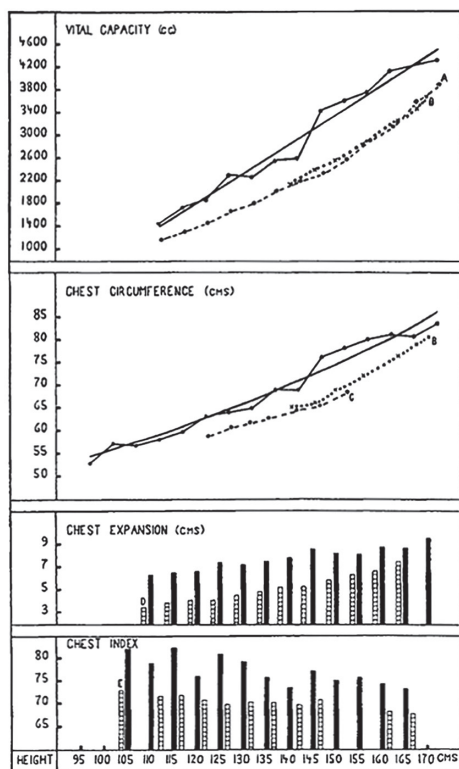 VITAL CAPACITY (CC)
4600
4200
3800
3400
3000
2600
2200
1800
1400
1000
A
B
CHEST CIRCUMFERENCE (CMS)
85
80
75
70
65
60
55
50
B
C
CHEST EXPANSION (CMS)
9
7
5
3
D
CHEST INDEX
80
75
70
65
E
HEIGHT 95 100 105 110 115 120 125 130 135 140 145 150 155 160 165 170 CMS